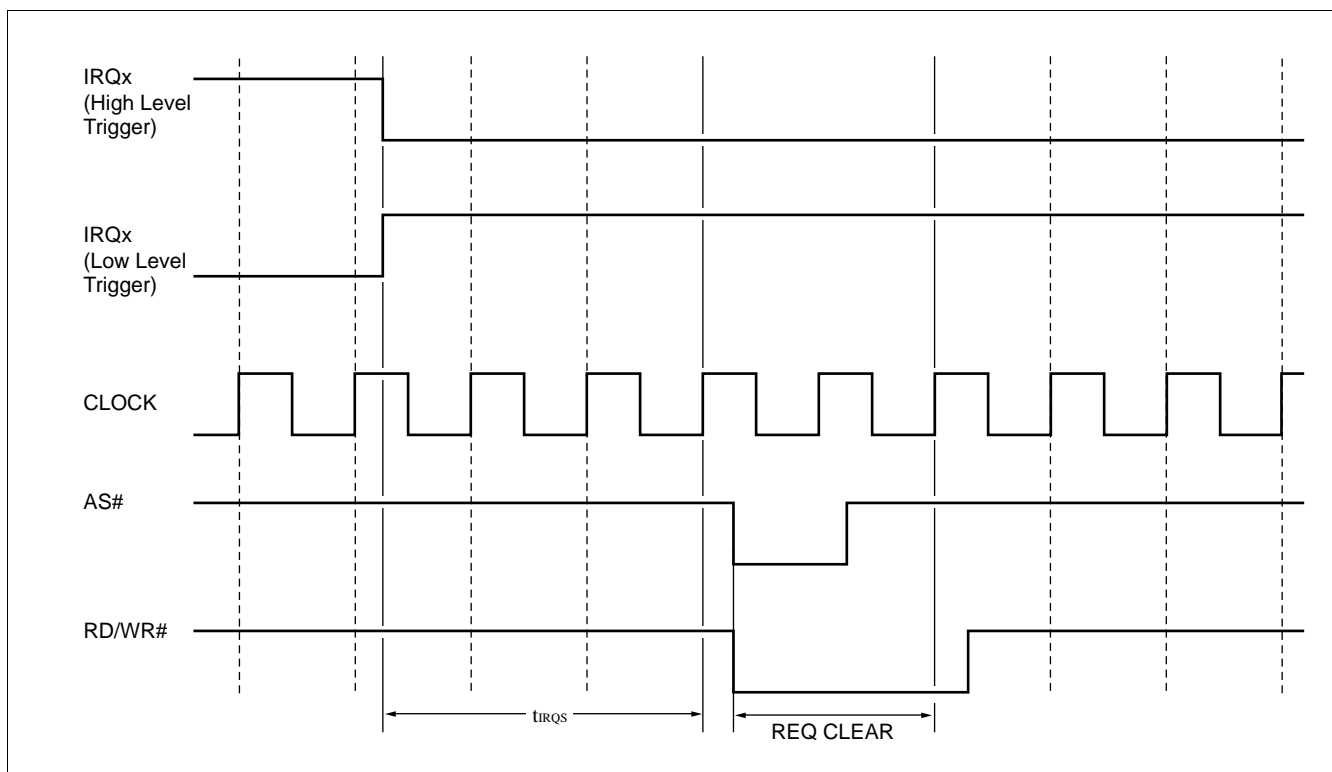 IRQx
(High Level
Trigger)
IRQx
(Low Level
Trigger)
CLOCK
AS#
RD/WR#
tIRQS
REQ CLEAR